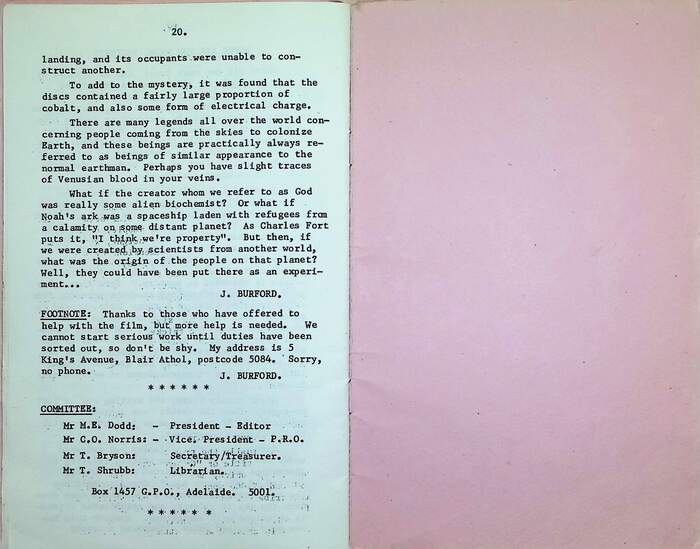 20.
landing, and its occupants were unable to con-
struct another.
To add to the mystery, it was found that the
discs contained a fairly large proportion of
cobalt, and also some form of electrical charge.
There are many legends all over the world con-
cerning people coming from the skies to colonize
Earth, and these beings are practically always re-
ferred to as beings of similar appearance to the
normal earthman. Perhaps you have slight traces
of Venusian blood in your veins.
What if the creator whom we refer to as God
was really some alien biochemist? Or what if
Noah's ark was a spaceship laden with refugees from
a calamity on some distant planet? As Charles Fort
puts it, "I think we're property". But then, if
we were created by scientists from another world,
what was the origin of the people on that planet?
Well, they could have been put there as an experi-
ment...
J. BURFORD.
FOOTNOTE: Thanks to those who have offered to
help with the film, but more help is needed. We
cannot start serious work until duties have been
sorted out, so don't be shy. My address is 5
King's Avenue, Blair Athol, postcode 5084. Sorry,
no phone.
J. BURFORD.
* * * * * *
COMMITTEE:
Mr M.E. Dodd: - President - Editor
Mr C.O. Norris: - Vice. President - P.R.O.
Mr T. Bryson: Secretary/Treasurer.
Mr T. Shrubb: Librarian.
Box 1457 G.P.O., Adelaide. 5001.
* * * * * *